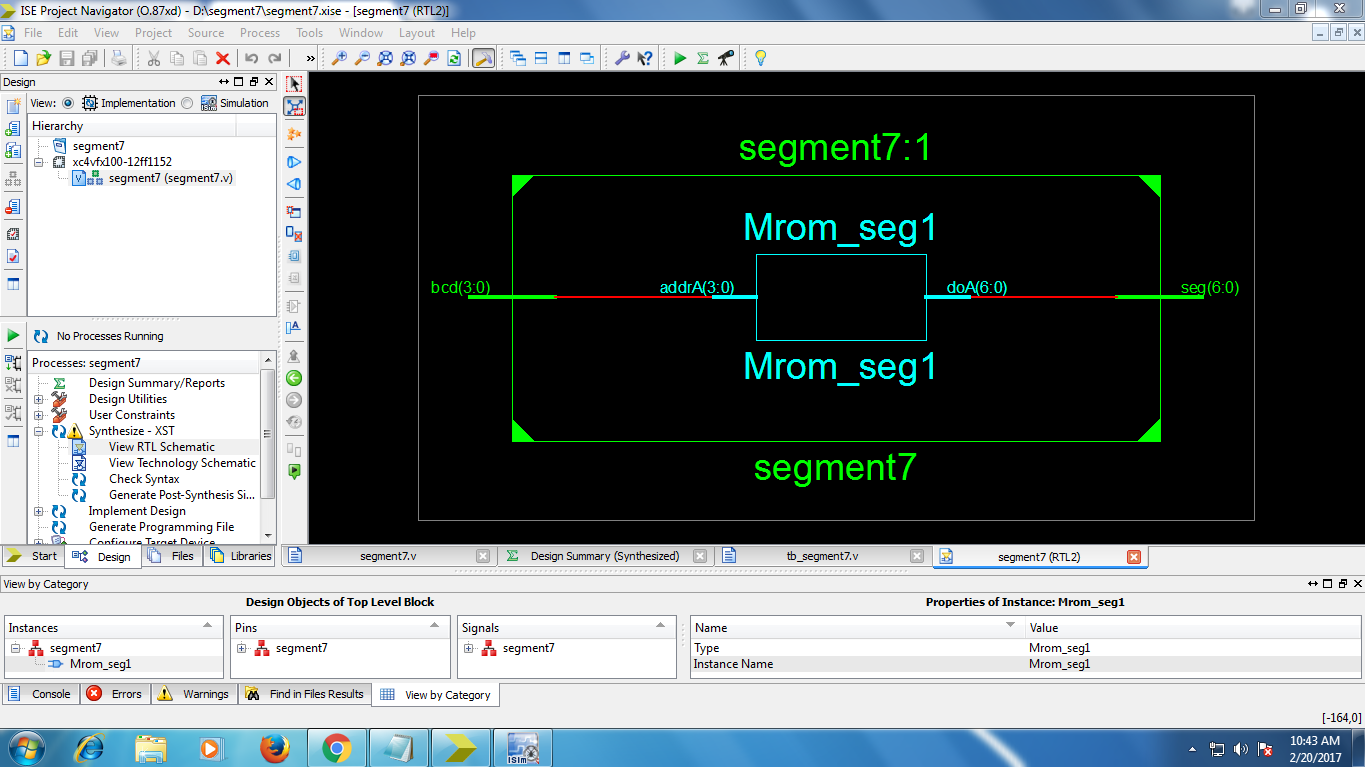 ISE Project Navigator (O.87xd) - D:\segment7\segment7.xise - [segment7 (RTL2)]
File Edit View Project Source Process Tools Window Layout Help
»
Design
View: Implementation Simulation
Hierarchy
segment7
xc4vfx100-12ff1152
segment7 (segment7.v)
No Processes Running
Processes: segment7
Design Summary/Reports
Design Utilities
User Constraints
Synthesize - XST
View RTL Schematic
View Technology Schematic
Check Syntax
Generate Post-Synthesis Si...
Implement Design
Generate Programming File
Configure Target Device
Start Design Files Libraries
segment7:1
Mrom_seg1
bcd(3:0) addrA(3:0) doA(6:0) seg(6:0)
Mrom_seg1
segment7
segment7.v Design Summary (Synthesized) tb_segment7.v segment7 (RTL2)
View by Category
Design Objects of Top Level Block Properties of Instance: Mrom_seg1
Instances Pins Signals Name Value
segment7 segment7 segment7 Type Mrom_seg1
Mrom_seg1 Instance Name Mrom_seg1
Console Errors Warnings Find in Files Results View by Category
[-164,0]
ISim
10:43 AM
2/20/2017